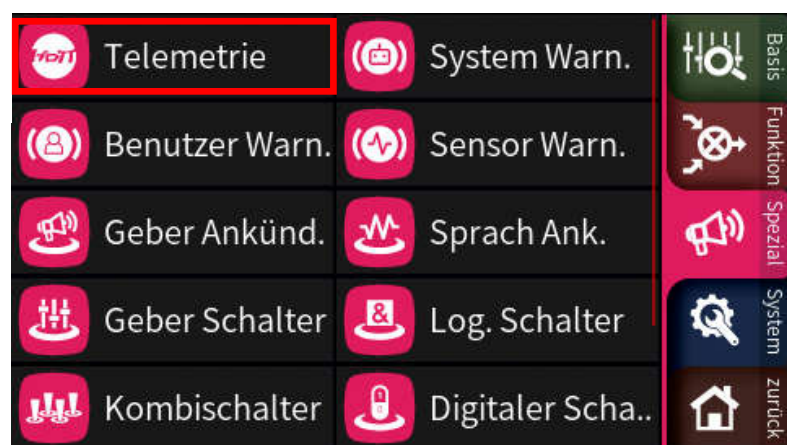 HoTT
Telemetrie
System Warn.
Benutzer Warn.
Sensor Warn.
Geber Ankünd.
Sprach Ank.
Geber Schalter
&
Log. Schalter
Kombischalter
Digitaler Scha..
Basis
Funktion
Spezial
System
zurück